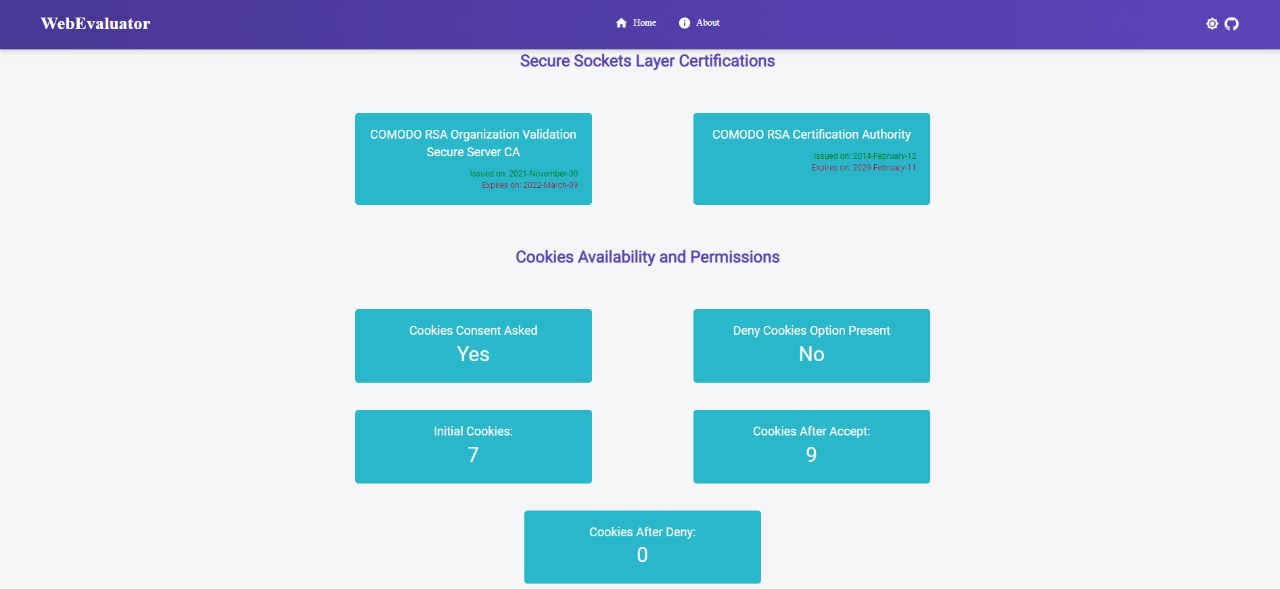 WebEvaluator
Home
About
Secure Sockets Layer Certifications
COMODO RSA Organization Validation
Secure Server CA
Issued on: 2021-November-30
Expires on: 2022-March-09
COMODO RSA Certification Authority
Issued on: 2014-February-12
Expires on: 2029-February-11
Cookies Availability and Permissions
Cookies Consent Asked
Yes
Deny Cookies Option Present
No
Initial Cookies:
7
Cookies After Accept:
9
Cookies After Deny:
0